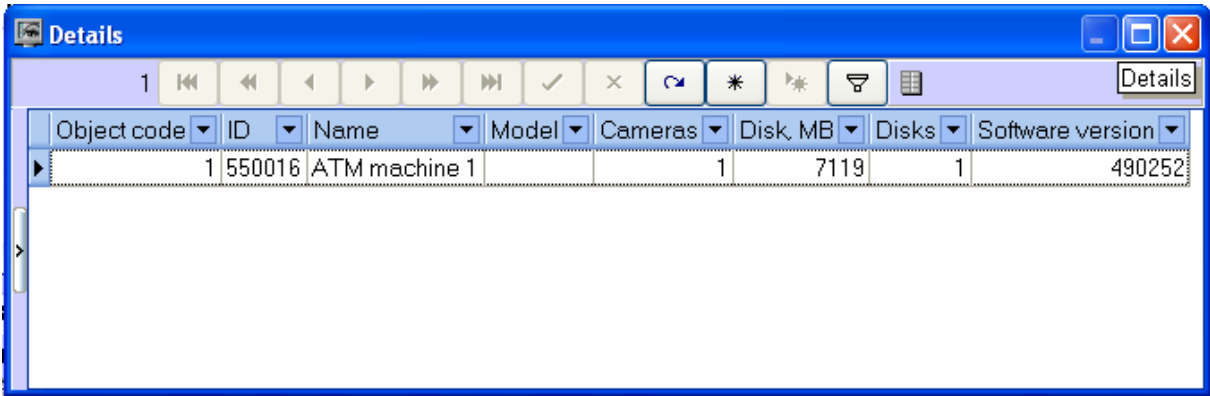 Details
1
Details
Object code ID Name Model Cameras Disk, MB Disks Software version
1 550016 ATM machine 1 1 7119 1 490252